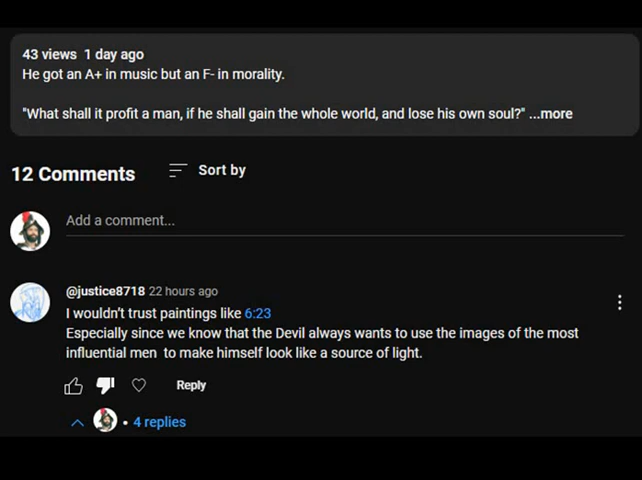 43 views 1 day ago
He got an A+ in music but an F- in morality.
"What shall it profit a man, if he shall gain the whole world, and lose his own soul?" ...more
12 Comments
Sort by
Add a comment...
@justice8718 22 hours ago
I wouldn't trust paintings like 6:23
Especially since we know that the Devil always wants to use the images of the most
influential men to make himself look like a source of light.
Reply
4 replies